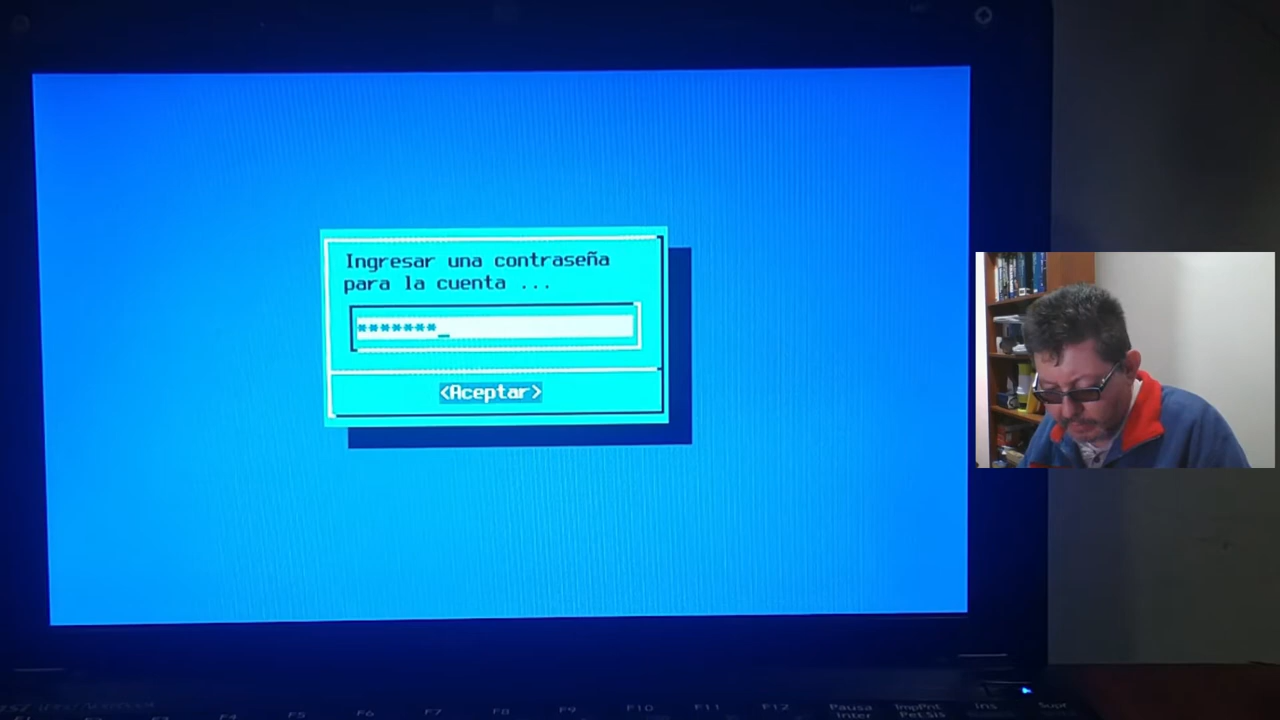 Ingresar una contraseña
para la cuenta ...
*******_
<Aceptar>
F4 F5 F6 F7 F8 F9 F10 F11 F12 Pausa ImpPnt Ins Supr
Inter PetSis